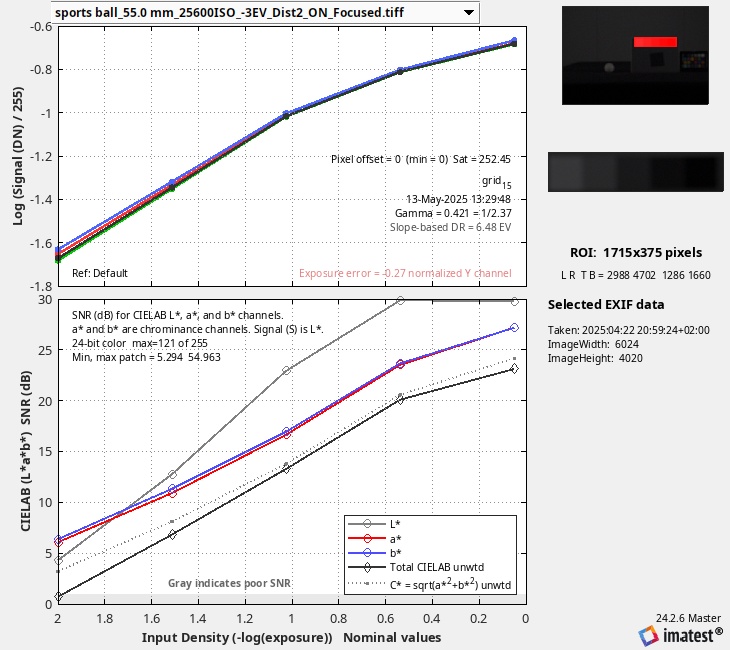 sports ball_55.0 mm_25600ISO_-3EV_Dist2_ON_Focused.tiff
-0.6
-0.8
-1
-1.2
-1.4
-1.6
-1.8
Log (Signal (DN) / 255)
Pixel offset = 0 (min = 0) Sat = 252.45
grid15
13-May-2025 13:29:48
Gamma = 0.421 = 1/2.37
Slope-based DR = 6.48 EV
Ref: Default
Exposure error = -0.27 normalized Y channel
30
25
20
15
10
5
0
CIELAB (L*a*b*) SNR (dB)
SNR (dB) for CIELAB L*, a*, and b* channels.
a* and b* are chrominance channels. Signal (S) is L*.
24-bit color max=121 of 255
Min, max patch = 5.294 54.963
L*
a*
b*
Total CIELAB unwtd
C* = sqrt(a*2+b*2) unwtd
Gray indicates poor SNR
2 1.8 1.6 1.4 1.2 1 0.8 0.6 0.4 0.2 0
Input Density (-log(exposure)) Nominal values
ROI: 1715x375 pixels
L R T B = 2988 4702 1286 1660
Selected EXIF data
Taken: 2025:04:22 20:59:24+02:00
ImageWidth: 6024
ImageHeight: 4020
24.2.6 Master
imatest®